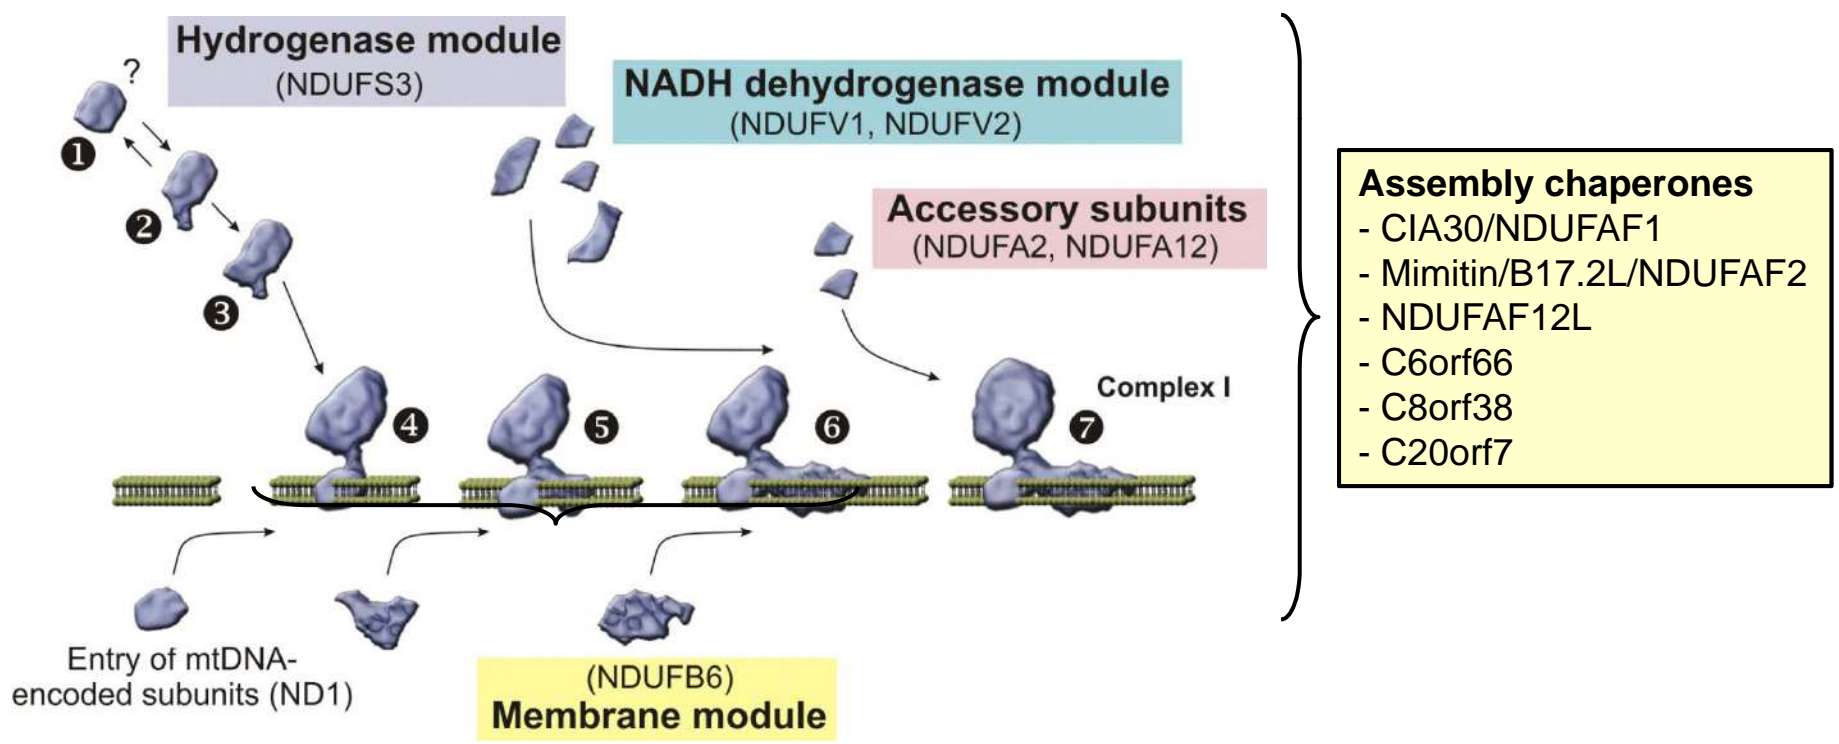 Hydrogenase module
(NDUFS3)
?
NADH dehydrogenase module
(NDUFV1, NDUFV2)
1
2
3
Accessory subunits
(NDUFA2, NDUFA12)
Assembly chaperones
- CIA30/NDUFAF1
- Mimitin/B17.2L/NDUFAF2
- NDUFAF12L
- C6orf66
- C8orf38
- C20orf7
Complex I
4
5
6
7
Entry of mtDNA-
encoded subunits (ND1)
(NDUFB6)
Membrane module